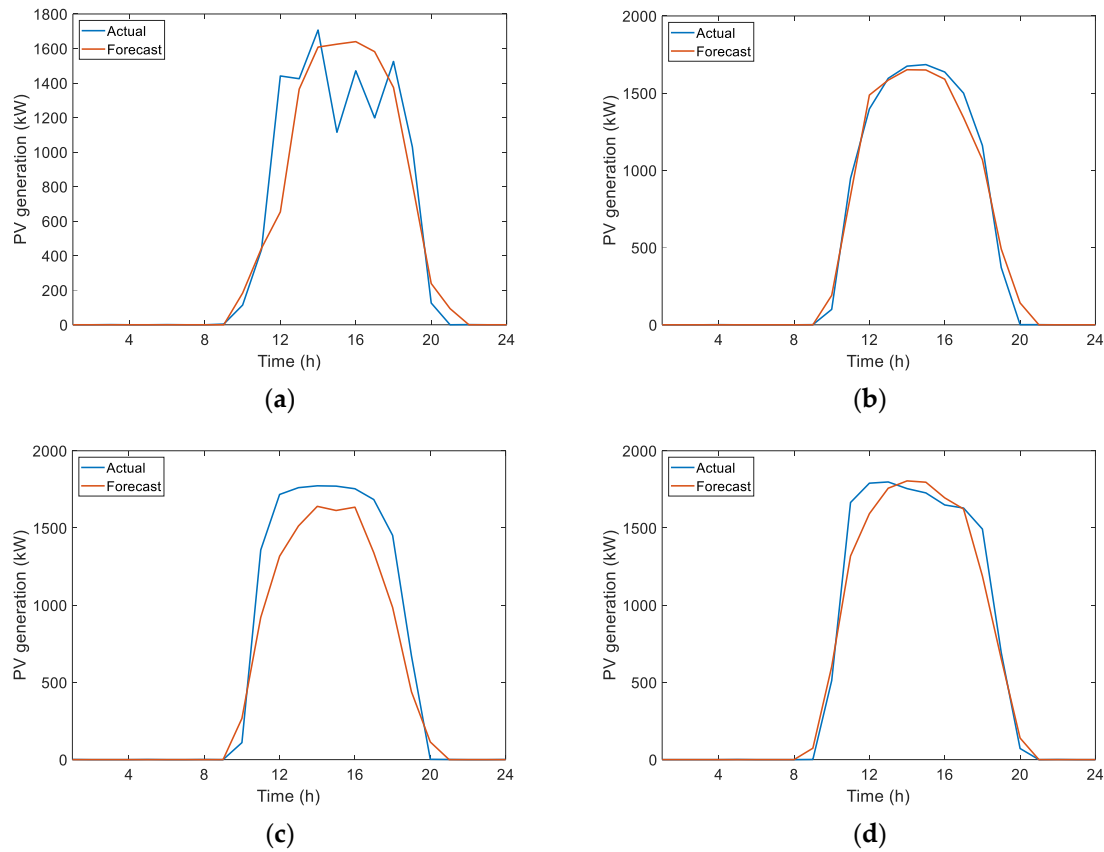 1800
1600
1400
1200
1000
800
600
400
200
0
PV generation (kW)
Actual
Forecast
4 8 12 16 20 24
Time (h)
(a)
2000
1500
1000
500
0
PV generation (kW)
Actual
Forecast
4 8 12 16 20 24
Time (h)
(b)
2000
1500
1000
500
0
PV generation (kW)
Actual
Forecast
4 8 12 16 20 24
Time (h)
(c)
2000
1500
1000
500
0
PV generation (kW)
Actual
Forecast
4 8 12 16 20 24
Time (h)
(d)